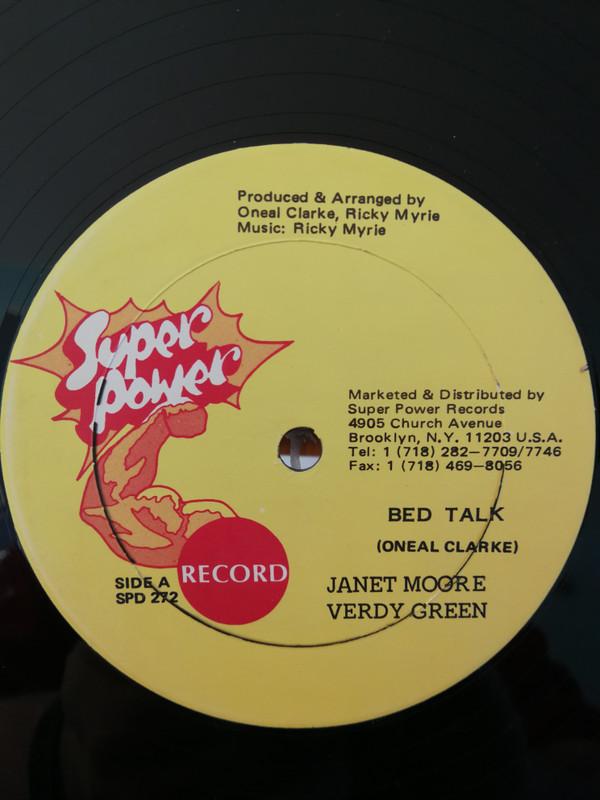 Produced & Arranged by
Oneal Clarke, Ricky Myrie
Music: Ricky Myrie
Super
power
Marketed & Distributed by
Super Power Records
4905 Church Avenue
Brooklyn, N.Y. 11203 U.S.A.
Tel: 1 (718) 282—7709/7746
Fax: 1 (718) 469—8056
BED TALK
(ONEAL CLARKE)
SIDE A
SPD 272
RECORD
JANET MOORE
VERDY GREEN